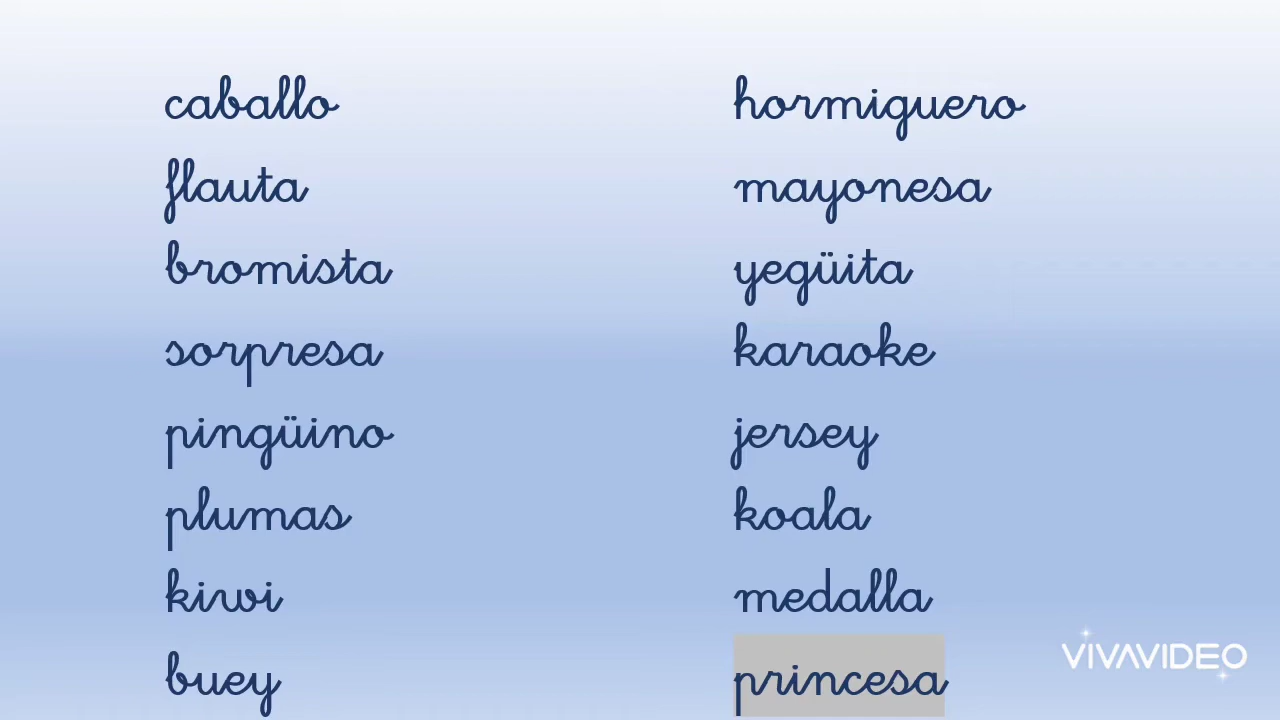 caballo
flauta
bromista
sorpresa
pingüino
plumas
kiwi
buey
hormiguero
mayonesa
yegüita
karaoke
jersey
koala
medalla
princesa
VIVAVIDEO